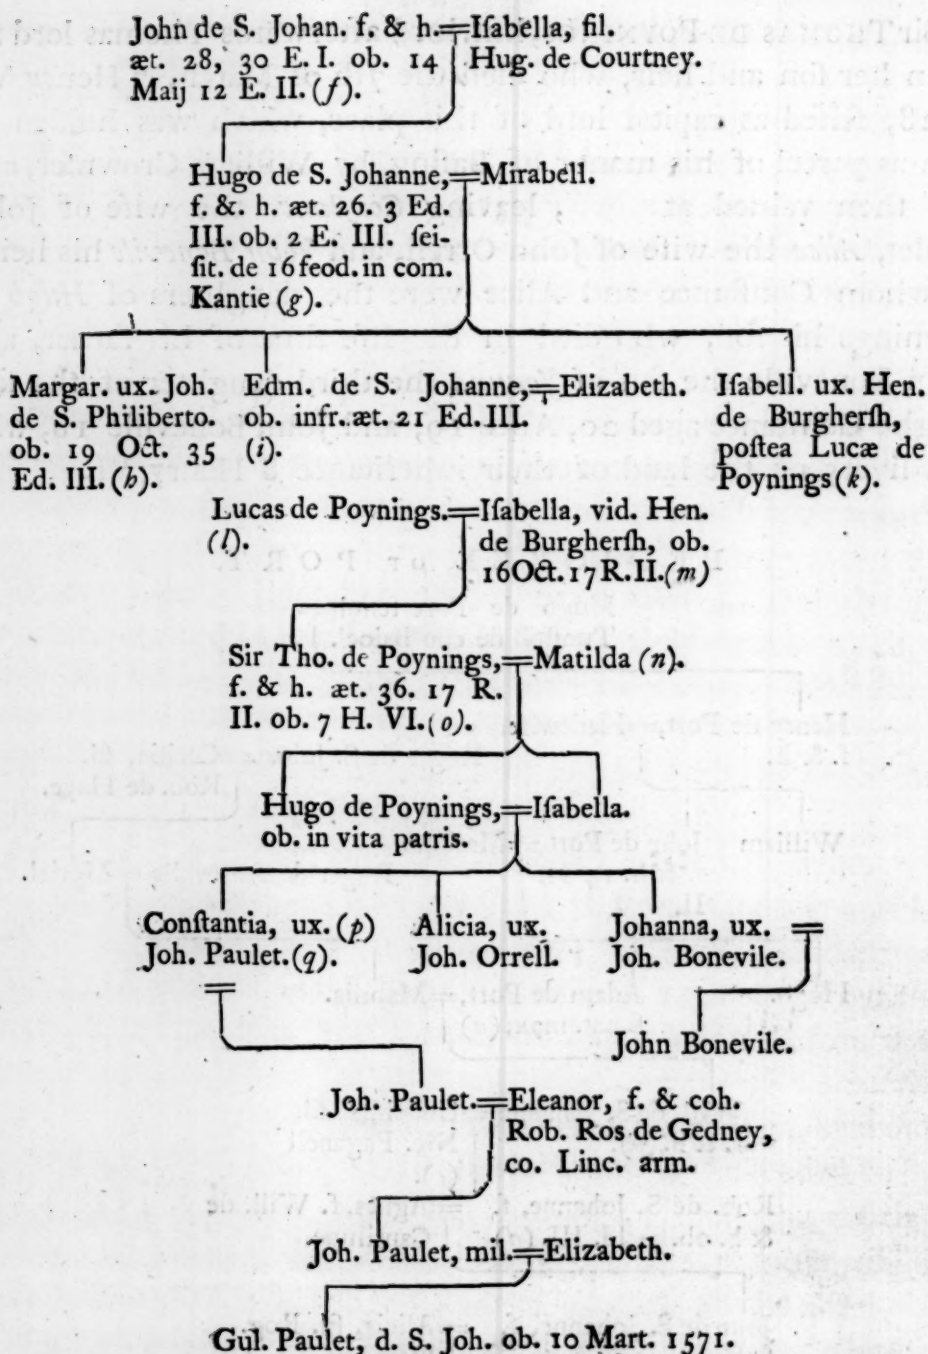 John de S. Johan. f. & h.=Iſabella, fil.
æt. 28, 30 E. I. ob. 14 Hug. de Courtney.
Maij 12 E. II. (f).
Hugo de S. Johanne,=Mirabell.
f. & h. æt. 26. 3 Ed.
III. ob. 2 E. III. ſei-
ſit. de 16 feod. in com.
Kantie (g).
Margar. ux. Joh. Edm. de S. Johanne,=Elizabeth. Iſabell. ux. Hen.
de S. Philiberto. ob. infr. æt. 21 Ed. III. de Burgherſh,
ob. 19 Oct. 35 (i). poſtea Lucæ de
Ed. III. (h). Poynings (k).
Lucas de Poynings.=Iſabella, vid. Hen.
(l). de Burgherſh, ob.
16 Oct. 17 R. II. (m)
Sir Tho. de Poynings,=Matilda (n).
f. & h. æt. 36. 17 R.
II. ob. 7 H. VI. (o).
Hugo de Poynings,=Iſabella.
ob. in vita patris.
Conſtantia, ux. (p) Alicia, ux. Johanna, ux. =
Joh. Paulet. (q). Joh. Orrell. Joh. Bonevile.
=
John Bonevile.
Joh. Paulet.=Eleanor, f. & coh.
Rob. Ros de Gedney,
co. Linc. arm.
Joh. Paulet, mil.=Elizabeth.
Gul. Paulet, d. S. Joh. ob. 10 Mart. 1571.